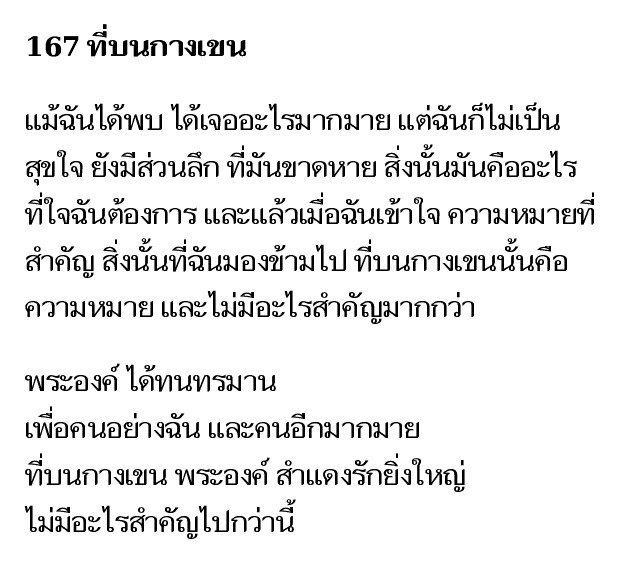 167 ที่บนกางเขน
แม้ฉันได้พบ ได้เจออะไรมากมาย แต่ฉันก็ไม่เป็น
สุขใจ ยังมีส่วนลึก ที่มันขาดหาย สิ่งนั้นมันคืออะไร
ที่ใจฉันต้องการ และแล้วเมื่อฉันเข้าใจ ความหมายที่
สำคัญ สิ่งนั้นที่ฉันมองข้ามไป ที่บนกางเขนนั้นคือ
ความหมาย และไม่มีอะไรสำคัญมากกว่า
พระองค์ ได้ทนทรมาน
เพื่อคนอย่างฉัน และคนอีกมากมาย
ที่บนกางเขน พระองค์ สำแดงรักยิ่งใหญ่
ไม่มีอะไรสำคัญไปกว่านี้